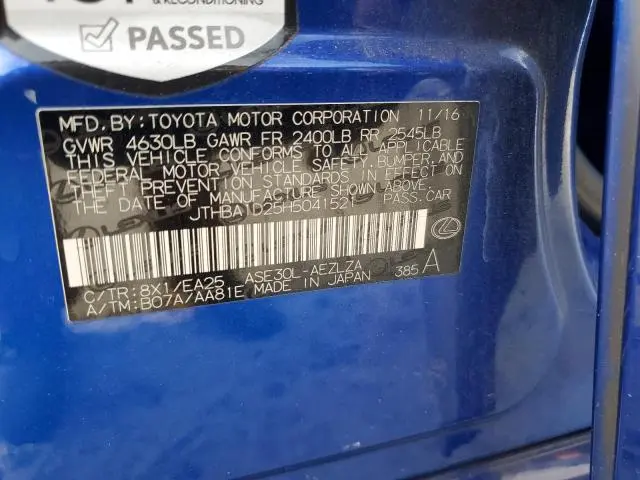 & RECONDITIONING
PASSED
MFD. BY: TOYOTA MOTOR CORPORATION 11/16
GVWR 4630LB GAWR FR 2400LB RR 2545LB
THIS VEHICLE CONFORMS TO ALL APPLICABLE
FEDERAL MOTOR VEHICLE SAFETY, BUMPER, AND
THEFT PREVENTION STANDARDS IN EFFECT ON
THE DATE OF MANUFACTURE SHOWN ABOVE.
JTHBA1D25H5041521 PASS.CAR
C/TR: 8X1/EA25 ASE30L-AEZLZA 385 A
A/TM: B07A/AA81E MADE IN JAPAN